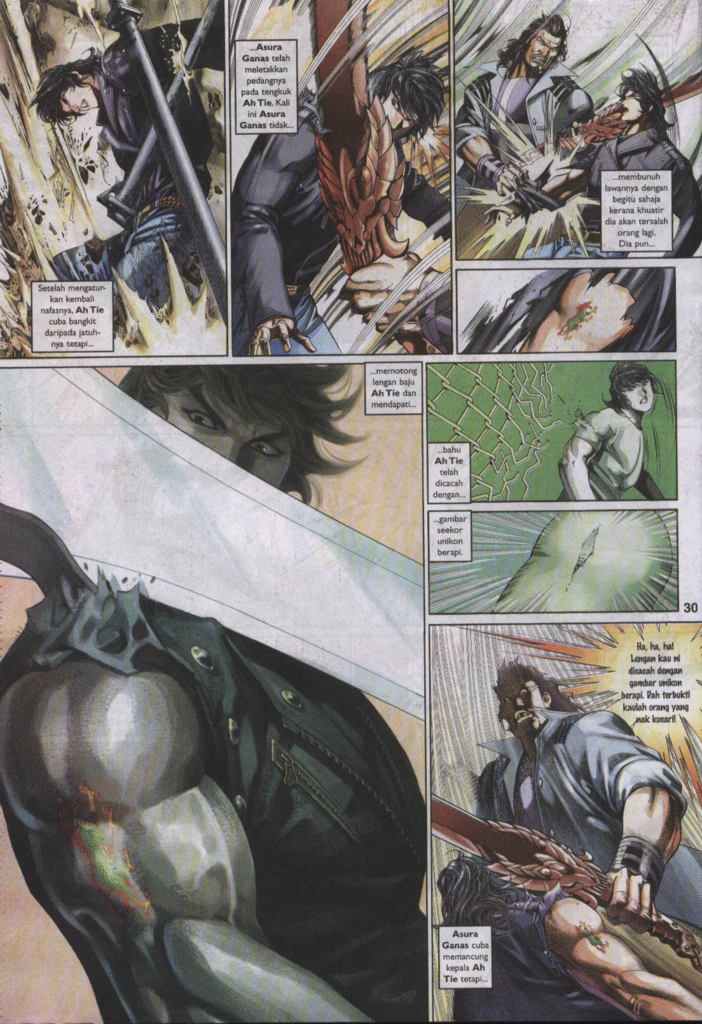 Setelah mengatur-
kan kembali
nafasnya, Ah Tie
cuba bangkit
daripada jatuh-
nya tetapi...
...Asura
Ganas telah
meletakkan
pedangnya
pada tengkuk
Ah Tie. Kali
ini Asura
Ganas tidak...
...membunuh
lawannya dengan
begitu sahaja
kerana khuatir
dia akan tersalah
orang lagi.
Dia pun...
...memotong
lengan baju
Ah Tie dan
mendapati...
...bahu
Ah Tie
telah
dicacah
dengan...
...gambar
seekor
unikon
berapi.
30
Ha, ha, ha!
Lengan kau ni
dicacah dengan
gambar unikon
berapi. Dah terbukti
kaulah orang yang
nak kucari!
Asura
Ganas cuba
memancung
kepala Ah
Tie tetapi...